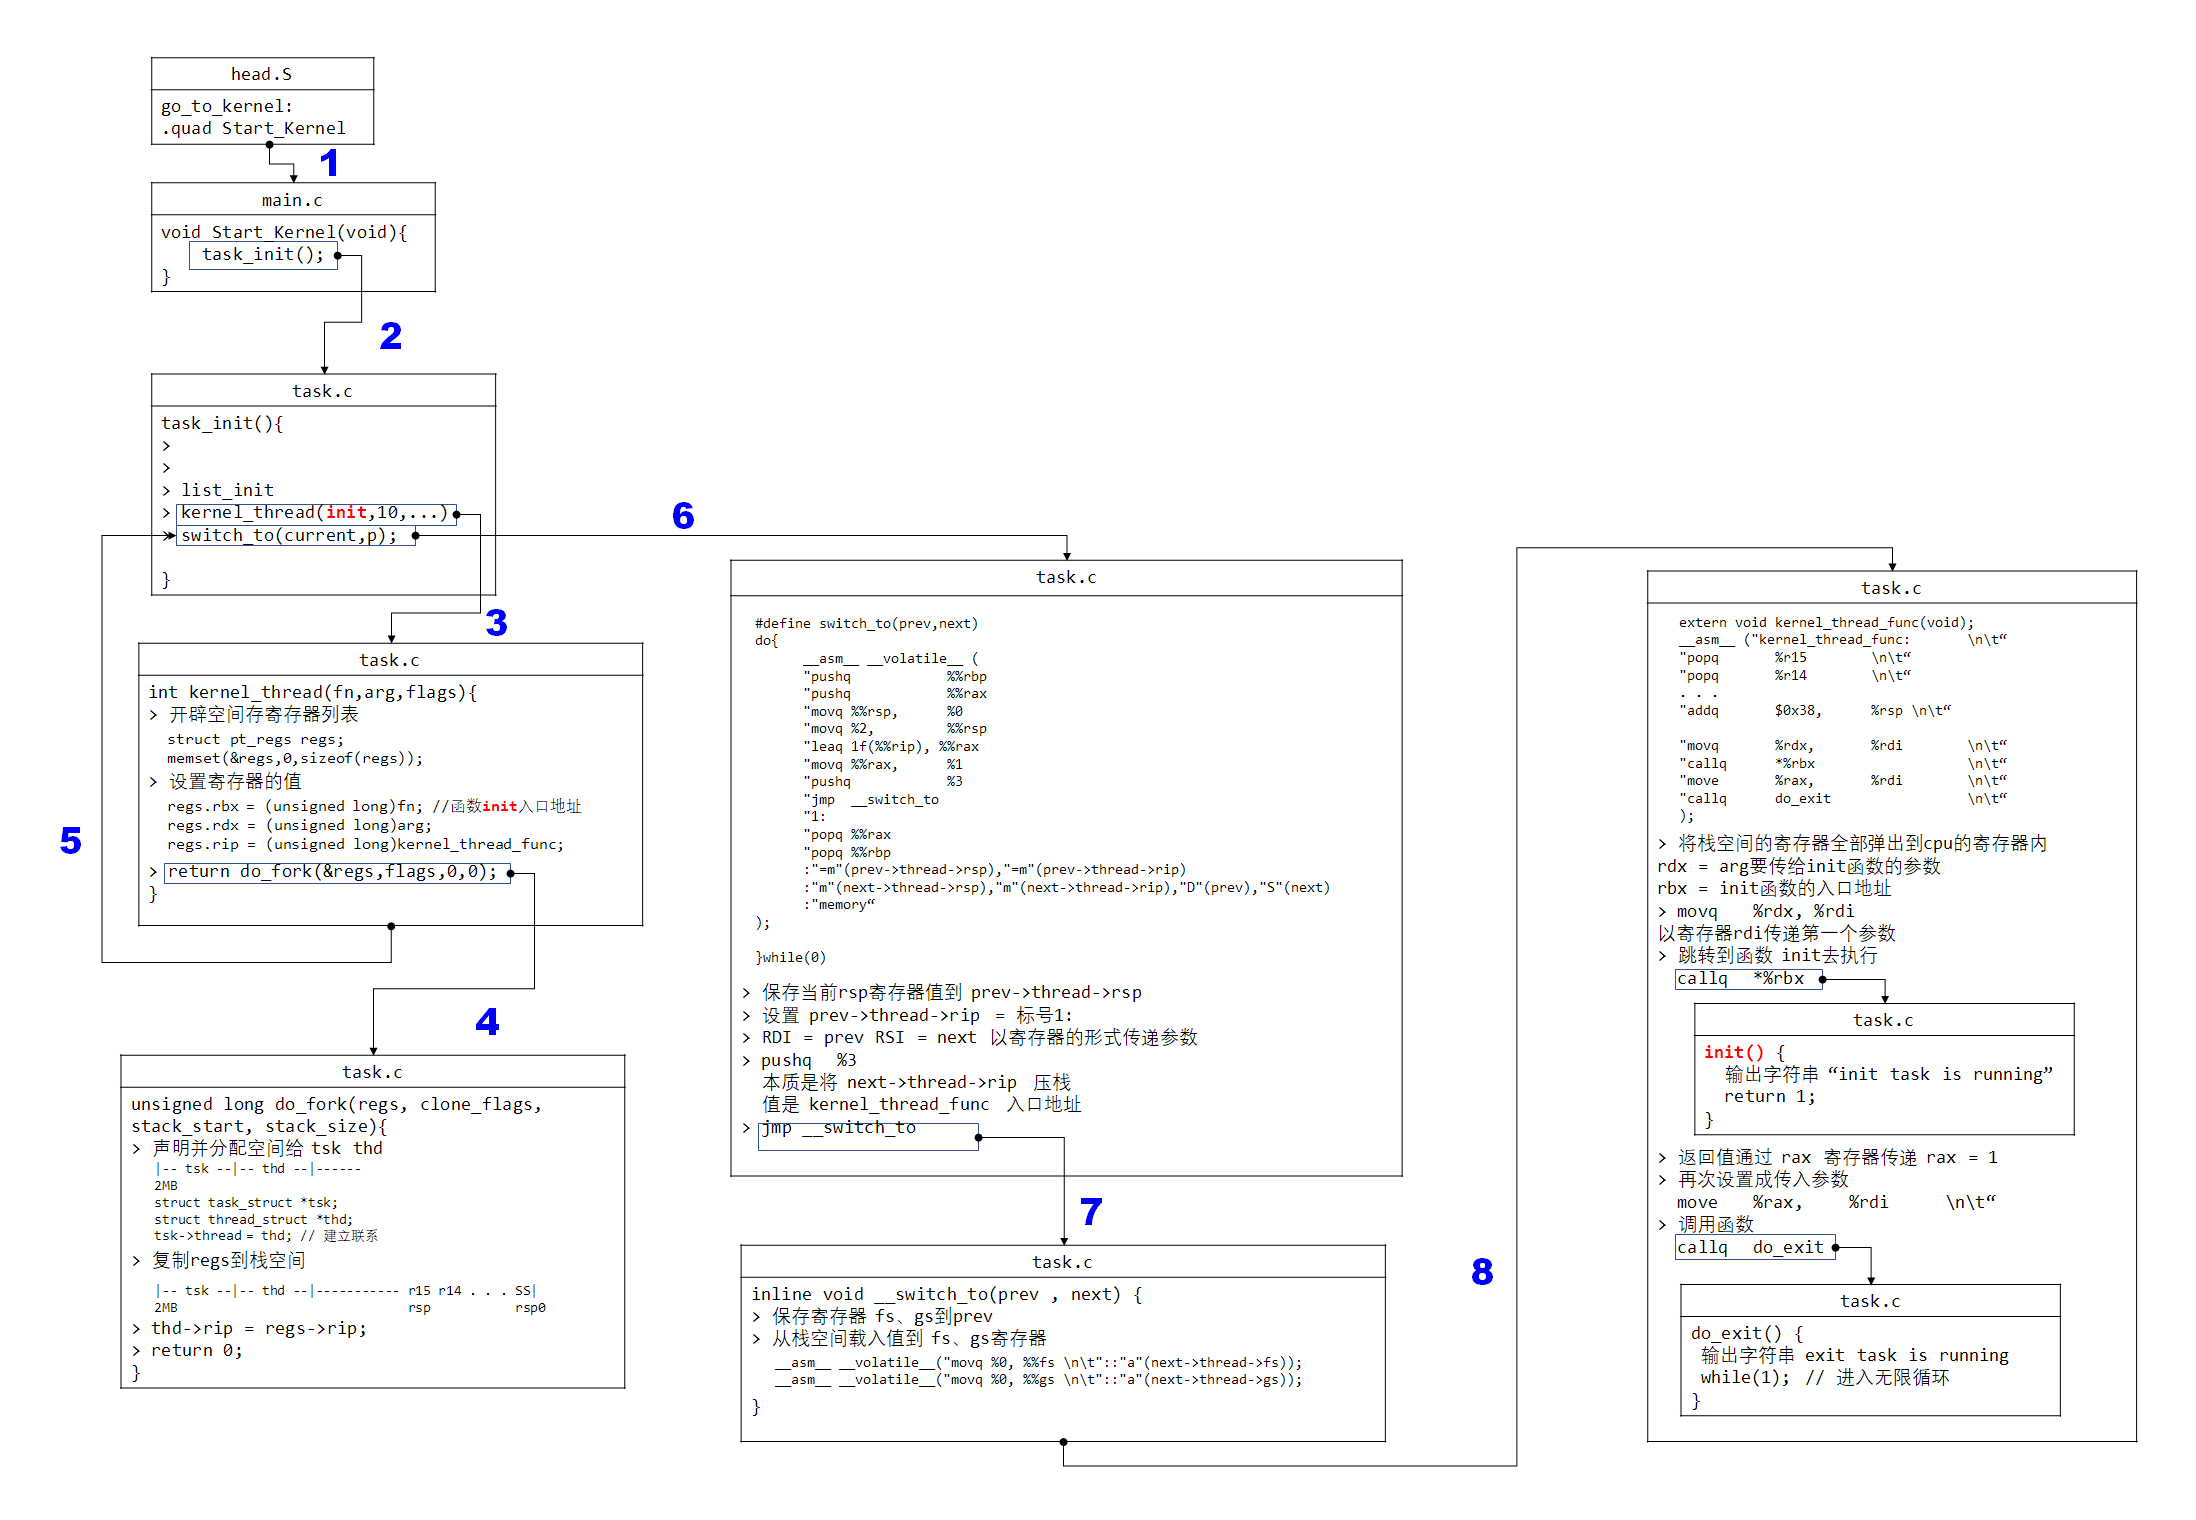 head.S
go_to_kernel:
.quad Start_Kernel
1
main.c
void Start_Kernel(void){
task_init();
}
2
task.c
task_init(){
>
>
> list_init
> kernel_thread(init,10,...)
> switch_to(current,p);
}
3
task.c
int kernel_thread(fn,arg,flags){
> 开辟空间存寄存器列表
struct pt_regs regs;
memset(&regs,0,sizeof(regs));
> 设置寄存器的值
regs.rbx = (unsigned long)fn; //函数init入口地址
regs.rdx = (unsigned long)arg;
regs.rip = (unsigned long)kernel_thread_func;
> return do_fork(&regs,flags,0,0);
}
5
4
task.c
unsigned long do_fork(regs, clone_flags,
stack_start, stack_size){
> 声明并分配空间给 tsk thd
|-- tsk --|-- thd --|------
2MB
struct task_struct *tsk;
struct thread_struct *thd;
tsk->thread = thd; // 建立联系
> 复制regs到栈空间
|-- tsk --|-- thd --|----------- r15 r14 . . . SS|
2MB rsp rsp0
> thd->rip = regs->rip;
> return 0;
}
6
task.c
#define switch_to(prev,next)
do{
__asm__ __volatile__ (
"pushq %%rbp
"pushq %%rax
"movq %%rsp, %0
"movq %2, %%rsp
"leaq 1f(%%rip), %%rax
"movq %%rax, %1
"pushq %3
"jmp __switch_to
"1:
"popq %%rax
"popq %%rbp
:"=m"(prev->thread->rsp),"=m"(prev->thread->rip)
:"m"(next->thread->rsp),"m"(next->thread->rip),"D"(prev),"S"(next)
:"memory“
);
}while(0)
> 保存当前rsp寄存器值到 prev->thread->rsp
> 设置 prev->thread->rip = 标号1:
> RDI = prev RSI = next 以寄存器的形式传递参数
> pushq %3
本质是将 next->thread->rip 压栈
值是 kernel_thread_func 入口地址
> jmp __switch_to
7
task.c
inline void __switch_to(prev , next) {
> 保存寄存器 fs、gs到prev
> 从栈空间载入值到 fs、gs寄存器
__asm__ __volatile__("movq %0, %%fs \n\t"::"a"(next->thread->fs));
__asm__ __volatile__("movq %0, %%gs \n\t"::"a"(next->thread->gs));
}
8
task.c
extern void kernel_thread_func(void);
__asm__ ("kernel_thread_func: \n\t“
"popq %r15 \n\t“
"popq %r14 \n\t“
. . .
"addq $0x38, %rsp \n\t“
"movq %rdx, %rdi \n\t“
"callq *%rbx \n\t“
"move %rax, %rdi \n\t“
"callq do_exit \n\t“
);
> 将栈空间的寄存器全部弹出到cpu的寄存器内
rdx = arg要传给init函数的参数
rbx = init函数的入口地址
> movq %rdx, %rdi
以寄存器rdi传递第一个参数
> 跳转到函数 init去执行
callq *%rbx
task.c
init() {
输出字符串 “init task is running”
return 1;
}
> 返回值通过 rax 寄存器传递 rax = 1
> 再次设置成传入参数
move %rax, %rdi \n\t“
> 调用函数
callq do_exit
task.c
do_exit() {
输出字符串 exit task is running
while(1); // 进入无限循环
}